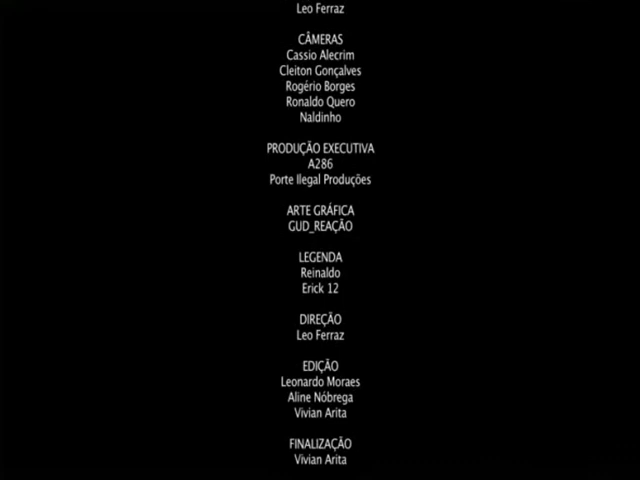 Leo Ferraz
CÂMERAS
Cassio Alecrim
Cleiton Gonçalves
Rogério Borges
Ronaldo Quero
Naldinho
PRODUÇÃO EXECUTIVA
A286
Porte Ilegal Produções
ARTE GRÁFICA
GUD_REAÇÃO
LEGENDA
Reinaldo
Erick 12
DIREÇÃO
Leo Ferraz
EDIÇÃO
Leonardo Moraes
Aline Nóbrega
Vivian Arita
FINALIZAÇÃO
Vivian Arita